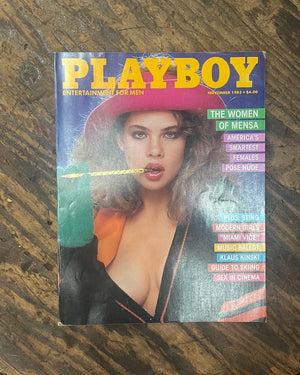 PLAYBOY
ENTERTAINMENT FOR MEN
NOVEMBER 1985 • $4.00
THE WOMEN
OF MENSA
AMERICA'S
SMARTEST
FEMALES
POSE NUDE
PLUS: STING
MODERN GIRLS
"MIAMI VICE"
MUSIC BALLOT
KLAUS KINSKI
GUIDE TO SKIING
SEX IN CINEMA